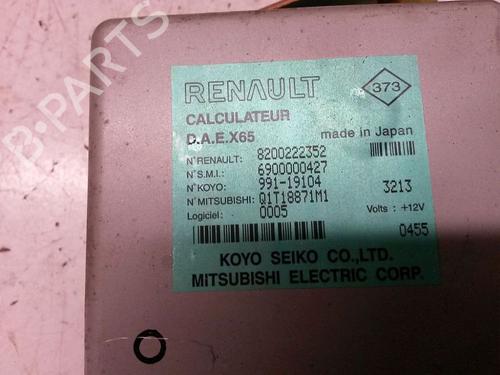 B-PARTS
RENAULT
373
CALCULATEUR
D.A.E.X65
made in Japan
N°RENAULT: 8200222352
N°S.M.I.: 6900000427
N°KOYO: 991-19104 3213
N°MITSUBISHI: Q1T18871M1 Volts : +12V
Logiciel: 0005
0455
KOYO SEIKO CO.,LTD.
MITSUBISHI ELECTRIC CORP.